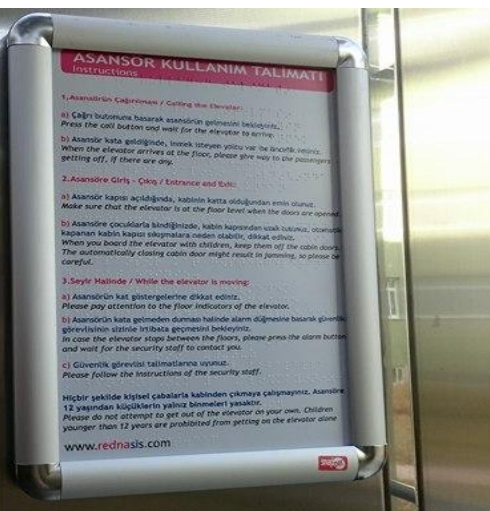 ASANSÖR KULLANIM TALİMATI
Instructions
1.Asansörün Çağırılması / Calling the Elevator:
a) Çağrı butonuna basarak asansörün gelmesini bekleyiniz.
Press the call button and wait for the elevator to arrive.
b) Asansör kata geldiğinde, inmek isteyen yolcu var ise öncelik veriniz.
When the elevator arrives at the floor, please give way to the passengers
getting off, if there are any.
2.Asansöre Giriş - Çıkış / Entrance and Exit:
a) Asansör kapısı açıldığında, kabinin katta olduğundan emin olunuz.
Make sure that the elevator is at the floor level when the doors are opened.
b) Asansöre çocuklarla bindiğinizde, kabin kapısından uzak tutunuz, otomatik
kapanan kabin kapısı sıkışmalara neden olabilir, dikkat ediniz.
When you board the elevator with children, keep them off the cabin doors.
The automatically closing cabin door might result in jamming, so please be
careful.
3.Seyir Halinde / While the elevator is moving:
a) Asansörün kat göstergelerine dikkat ediniz.
Please pay attention to the floor indicators of the elevator.
b) Asansörün kata gelmeden durması halinde alarm düğmesine basarak güvenlik
görevlisinin sizinle irtibata geçmesini bekleyiniz.
In case the elevator stops between the floors, please press the alarm button
and wait for the security staff to contact you.
c) Güvenlik görevlisi talimatlarına uyunuz.
Please follow the instructions of the security staff.
Hiçbir şekilde kişisel çabalarla kabinden çıkmaya çalışmayınız. Asansöre
12 yaşından küçüklerin yalnız binmeleri yasaktır.
Please do not attempt to get out of the elevator on your own. Children
younger than 12 years are prohibited from getting on the elevator alone
www.rednasis.com